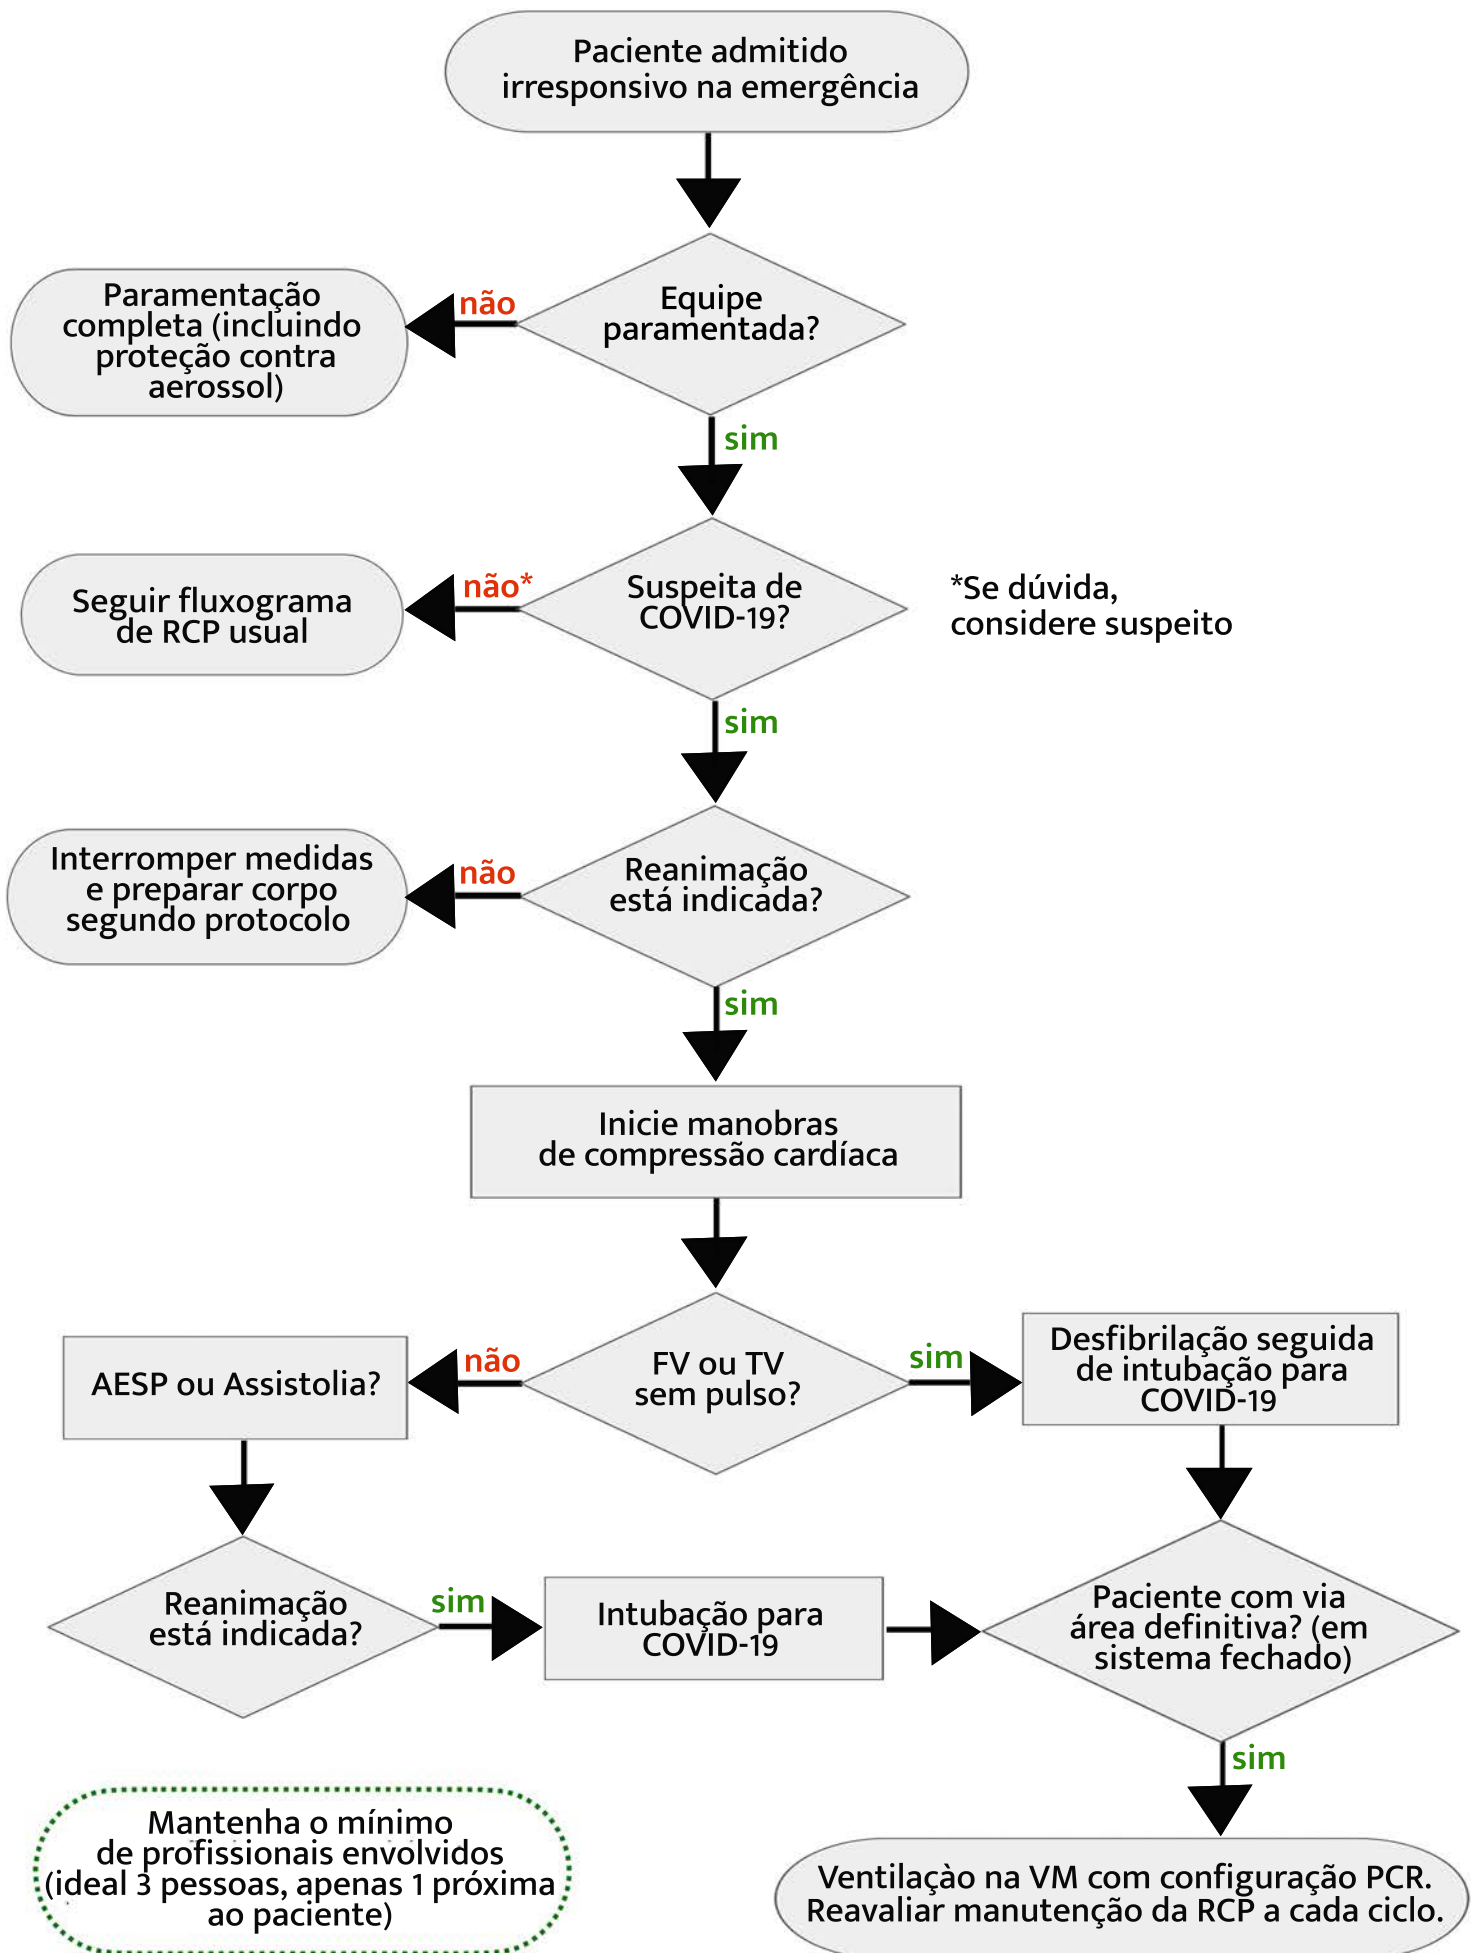 Paciente admitido
irresponsivo na emergência
Equipe
paramentada?
não
Paramentação
completa (incluindo
proteção contra
aerossol)
sim
Suspeita de
COVID-19?
não*
Seguir fluxograma
de RCP usual
*Se dúvida,
considere suspeito
sim
Reanimação
está indicada?
não
Interromper medidas
e preparar corpo
segundo protocolo
sim
Inicie manobras
de compressão cardíaca
FV ou TV
sem pulso?
não
AESP ou Assistolia?
sim
Desfibrilação seguida
de intubação para
COVID-19
Reanimação
está indicada?
sim
Intubação para
COVID-19
Paciente com via
área definitiva? (em
sistema fechado)
sim
Mantenha o mínimo
de profissionais envolvidos
(ideal 3 pessoas, apenas 1 próxima
ao paciente)
Ventilaçào na VM com configuração PCR.
Reavaliar manutenção da RCP a cada ciclo.